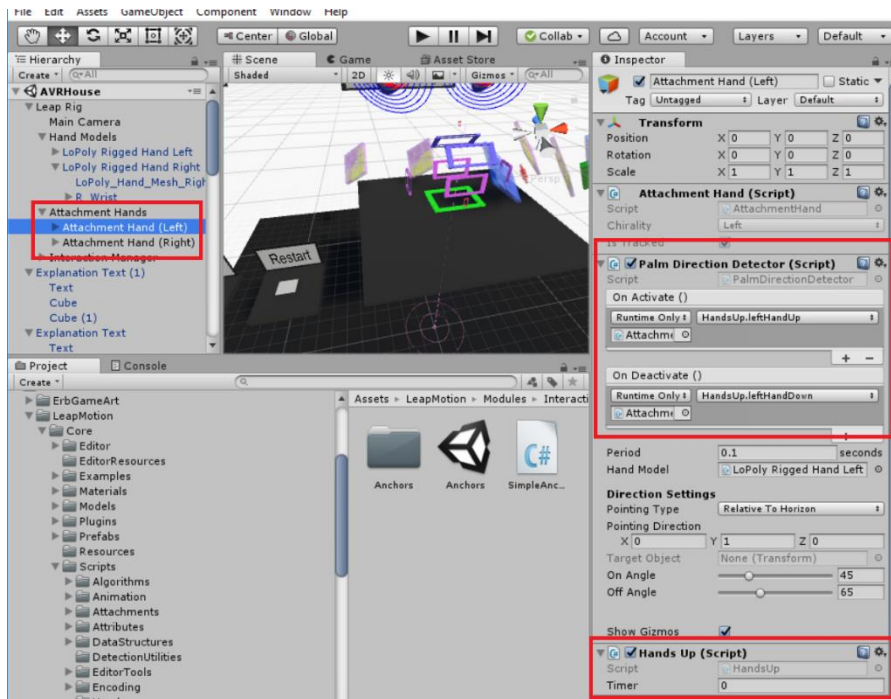 File Edit Assets GameObject Component Window Help
Center Global Collab Account Layers Default
Hierarchy
Create All
AVRHouse
Leap Rig
Main Camera
Hand Models
LoPoly Rigged Hand Left
LoPoly Rigged Hand Right
LoPoly_Hand_Mesh_Righ
R_Wrist
Attachment Hands
Attachment Hand (Left)
Attachment Hand (Right)
Interaction Manager
Explanation Text (1)
Text
Cube
Cube (1)
Explanation Text
Text
Scene Game Asset Store
Shaded 2D Gizmos All
Persp
Restart
Project Console
Create
ErbGameArt
LeapMotion
Core
Editor
EditorResources
Examples
Materials
Models
Plugins
Prefabs
Resources
Scripts
Algorithms
Animation
Attachments
Attributes
DataStructures
DetectionUtilities
EditorTools
Encoding
Assets LeapMotion Modules Interacti
Anchors Anchors SimpleAnc...
C#
Inspector
Attachment Hand (Left) Static
Tag Untagged Layer Default
Transform
Position X 0 Y 0 Z 0
Rotation X 0 Y 0 Z 0
Scale X 1 Y 1 Z 1
Attachment Hand (Script)
Script AttachmentHand
Chirality Left
Is Tracked
Palm Direction Detector (Script)
Script PalmDirectionDetector
On Activate ()
Runtime Only HandsUp.leftHandUp
Attachme
+ −
On Deactivate ()
Runtime Only HandsUp.leftHandDown
Attachme
Period 0.1 seconds
Hand Model LoPoly Rigged Hand Left
Direction Settings
Pointing Type Relative To Horizon
Pointing Direction
X 0 Y 1 Z 0
Target Object None (Transform)
On Angle 45
Off Angle 65
Show Gizmos
Hands Up (Script)
Script HandsUp
Timer 0